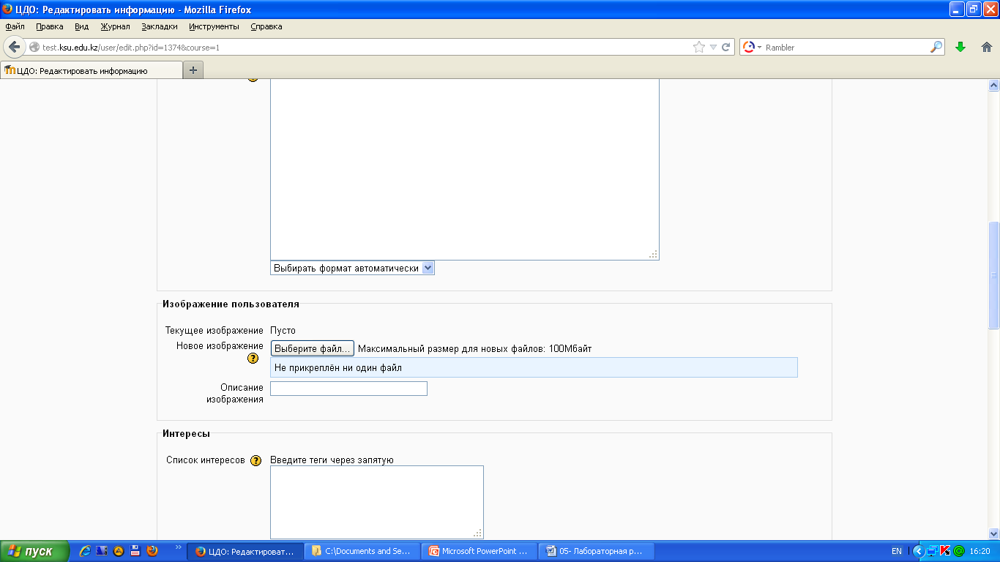 ЦДО: Редактировать информацию - Mozilla Firefox
Файл Правка Вид Журнал Закладки Инструменты Справка
test.ksu.edu.kz/user/edit.php?id=1374&course=1
Rambler
ЦДО: Редактировать информацию
Выбирать формат автоматически
Изображение пользователя
Текущее изображение Пусто
Новое изображение Выберите файл... Максимальный размер для новых файлов: 100Мбайт
Не прикреплён ни один файл
Описание
изображения
Интересы
Список интересов Введите теги через запятую
пуск ЦДО: Редактироват... C:\Documents and Se... Microsoft PowerPoint ... 05- Лабораторная р... EN 16:20